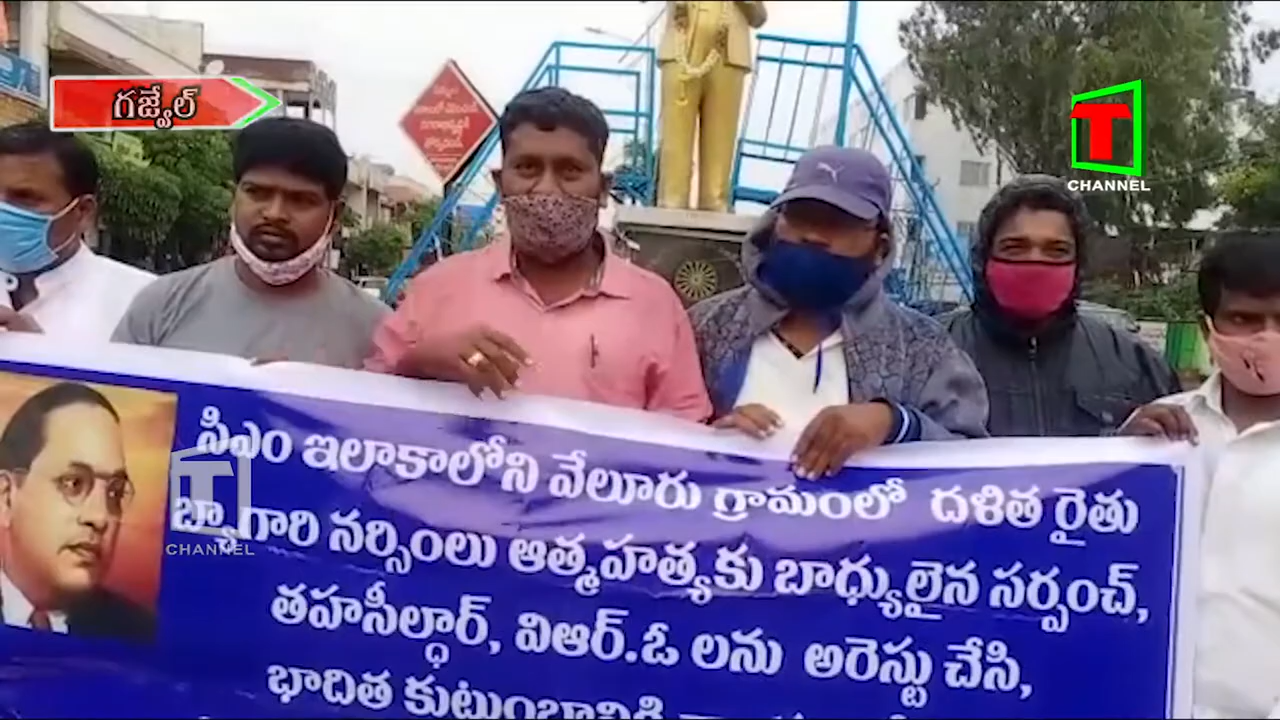 గజ్వేల్
T
CHANNEL
సిఎం ఇలాకాలోని వేలూరు గ్రామంలో దళిత రైతు
బ్యాగారి నర్సింలు ఆత్మహత్యకు బాధ్యులైన సర్పంచ్,
తహసీల్ధార్, విఆర్.ఓ లను అరెస్టు చేసి,
భాదిత కుటుంబానికి
T
CHANNEL